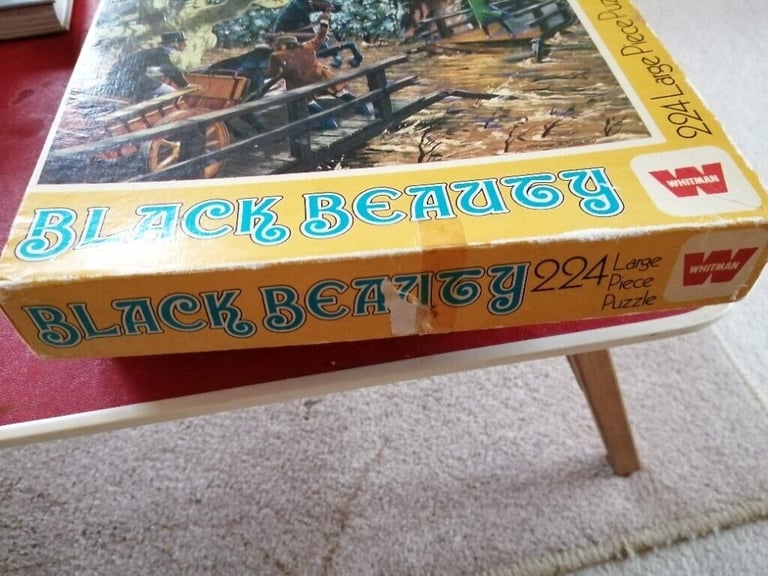 224 Large Piece Puzzle
BLACK BEAUTY
WHITMAN
BLACK BEAUTY
224 Large
Piece
Puzzle
WHITMAN